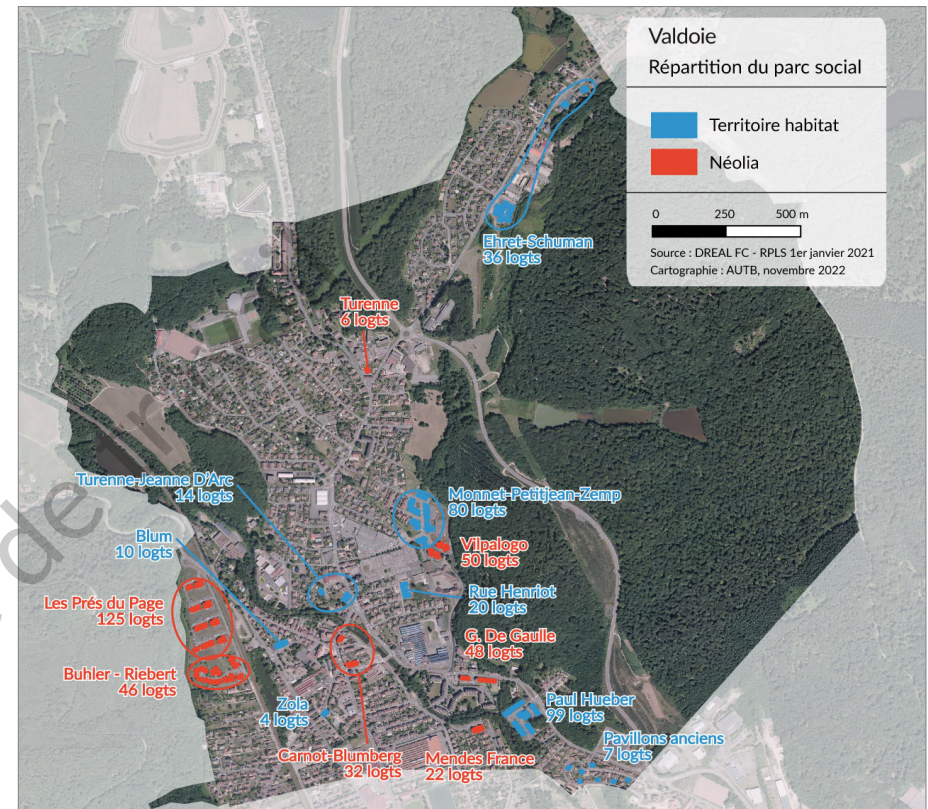 Valdoie
Répartition du parc social
Territoire habitat
Néolia
0 250 500 m
Source : DREAL FC - RPLS 1er janvier 2021
Cartographie : AUTB, novembre 2022
Ehret-Schuman
36 logts
Turenne
6 logts
Turenne-Jeanne D'Arc
14 logts
Monnet-Petitjean-Zemp
80 logts
Blum
10 logts
Vilpalogo
50 logts
Les Prés du Page
125 logts
Rue Henriot
20 logts
G. De Gaulle
48 logts
Buhler - Riebert
46 logts
Zola
4 logts
Paul Hueber
99 logts
Carnot-Blumberg
32 logts
Mendes France
22 logts
Pavillons anciens
7 logts
de